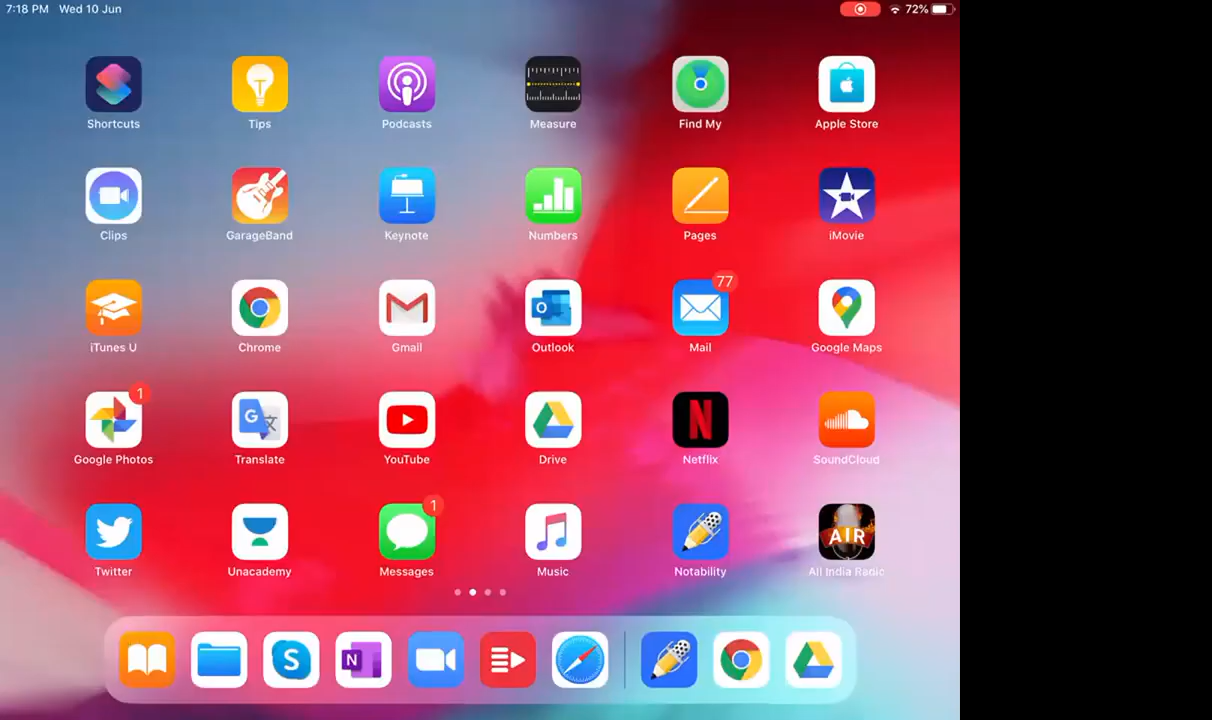 7:18 PM Wed 10 Jun 72%
Shortcuts Tips Podcasts Measure Find My Apple Store
Clips GarageBand Keynote Numbers Pages iMovie
77
iTunes U Chrome Gmail Outlook Mail Google Maps
1
Google Photos Translate YouTube Drive Netflix SoundCloud
1
AIR
Twitter Unacademy Messages Music Notability All India Radio